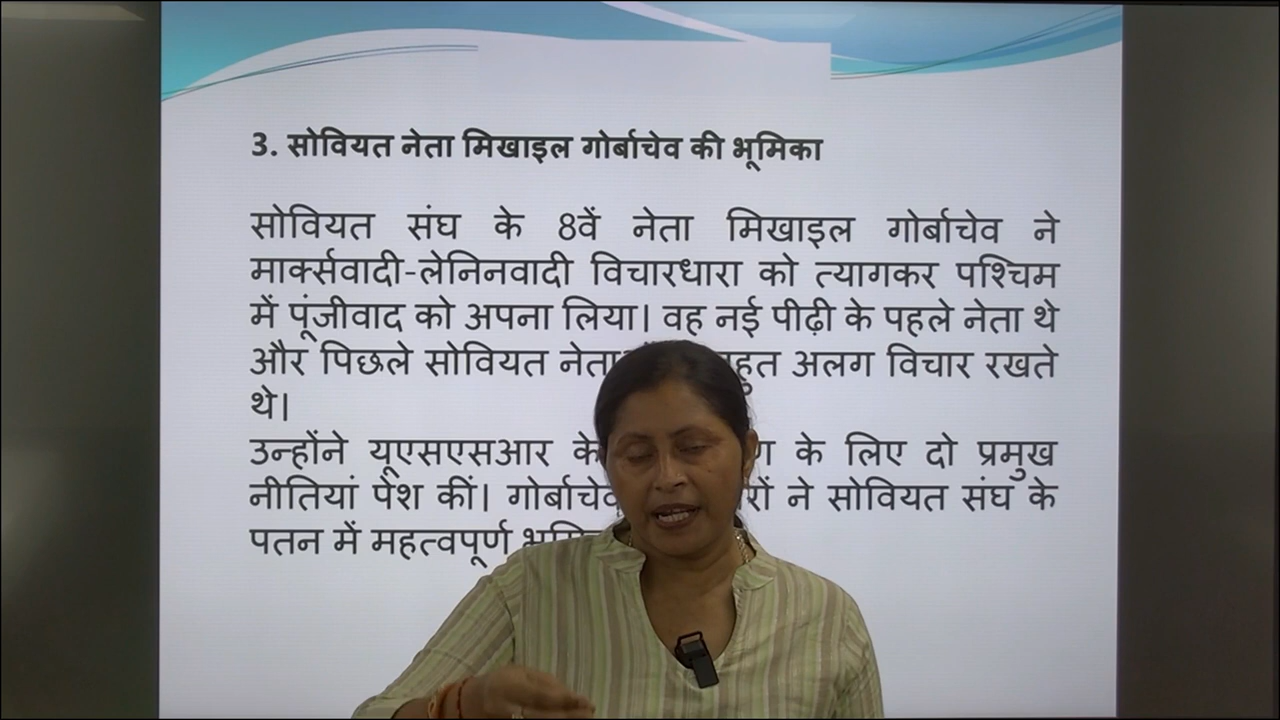 3. सोवियत नेता मिखाइल गोर्बाचेव की भूमिका
सोवियत संघ के 8वें नेता मिखाइल गोर्बाचेव ने
मार्क्सवादी-लेनिनवादी विचारधारा को त्यागकर पश्चिम
में पूंजीवाद को अपना लिया। वह नई पीढ़ी के पहले नेता थे
और पिछले सोवियत अलग विचार रखते
थे।
उन्होंने यूएसएसआर के के लिए दो प्रमुख
नीतियां पेश कीं। गोर्बाचेव ने सोवियत संघ के
पतन में महत्वपूर्ण